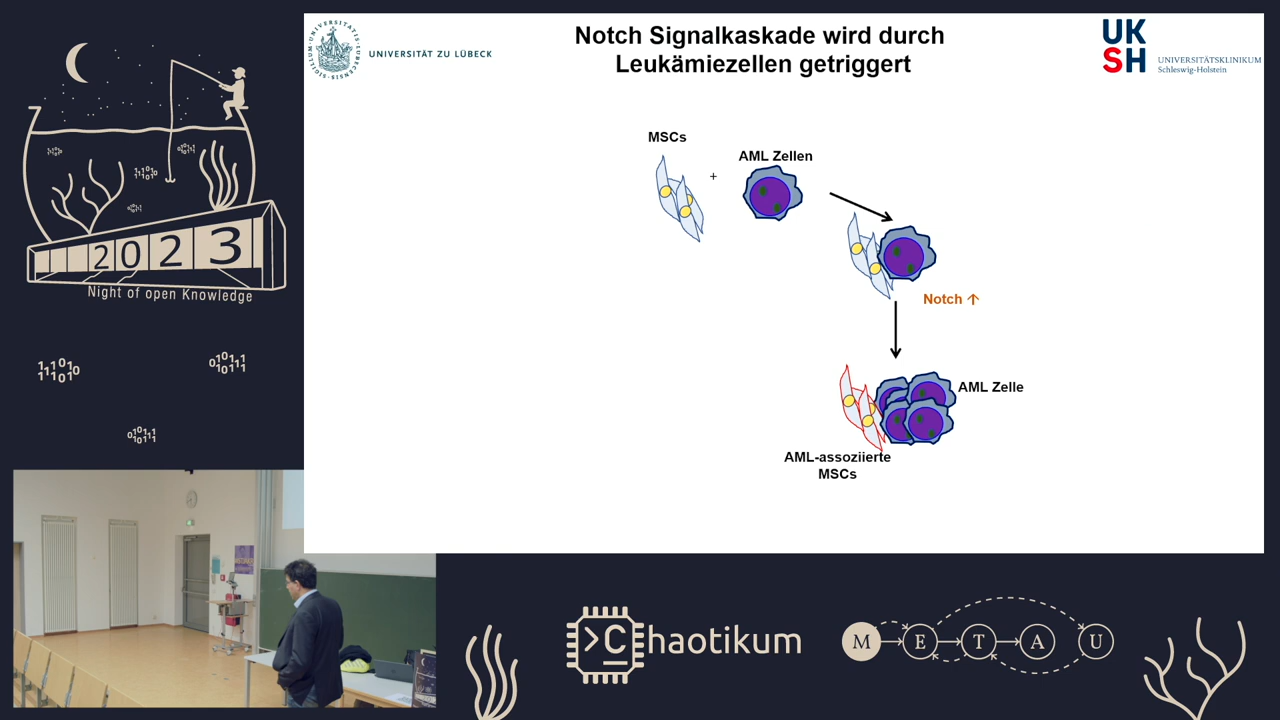 UNIVERSITÄT ZU LÜBECK
Notch Signalkaskade wird durch
Leukämiezellen getriggert
UK
SH
UNIVERSITÄTSKLINIKUM
Schleswig-Holstein
MSCs
+
AML Zellen
Notch ↑
AML Zelle
AML-assoziierte
MSCs
2023
Night of open Knowledge
>C haotikum
M E T A U